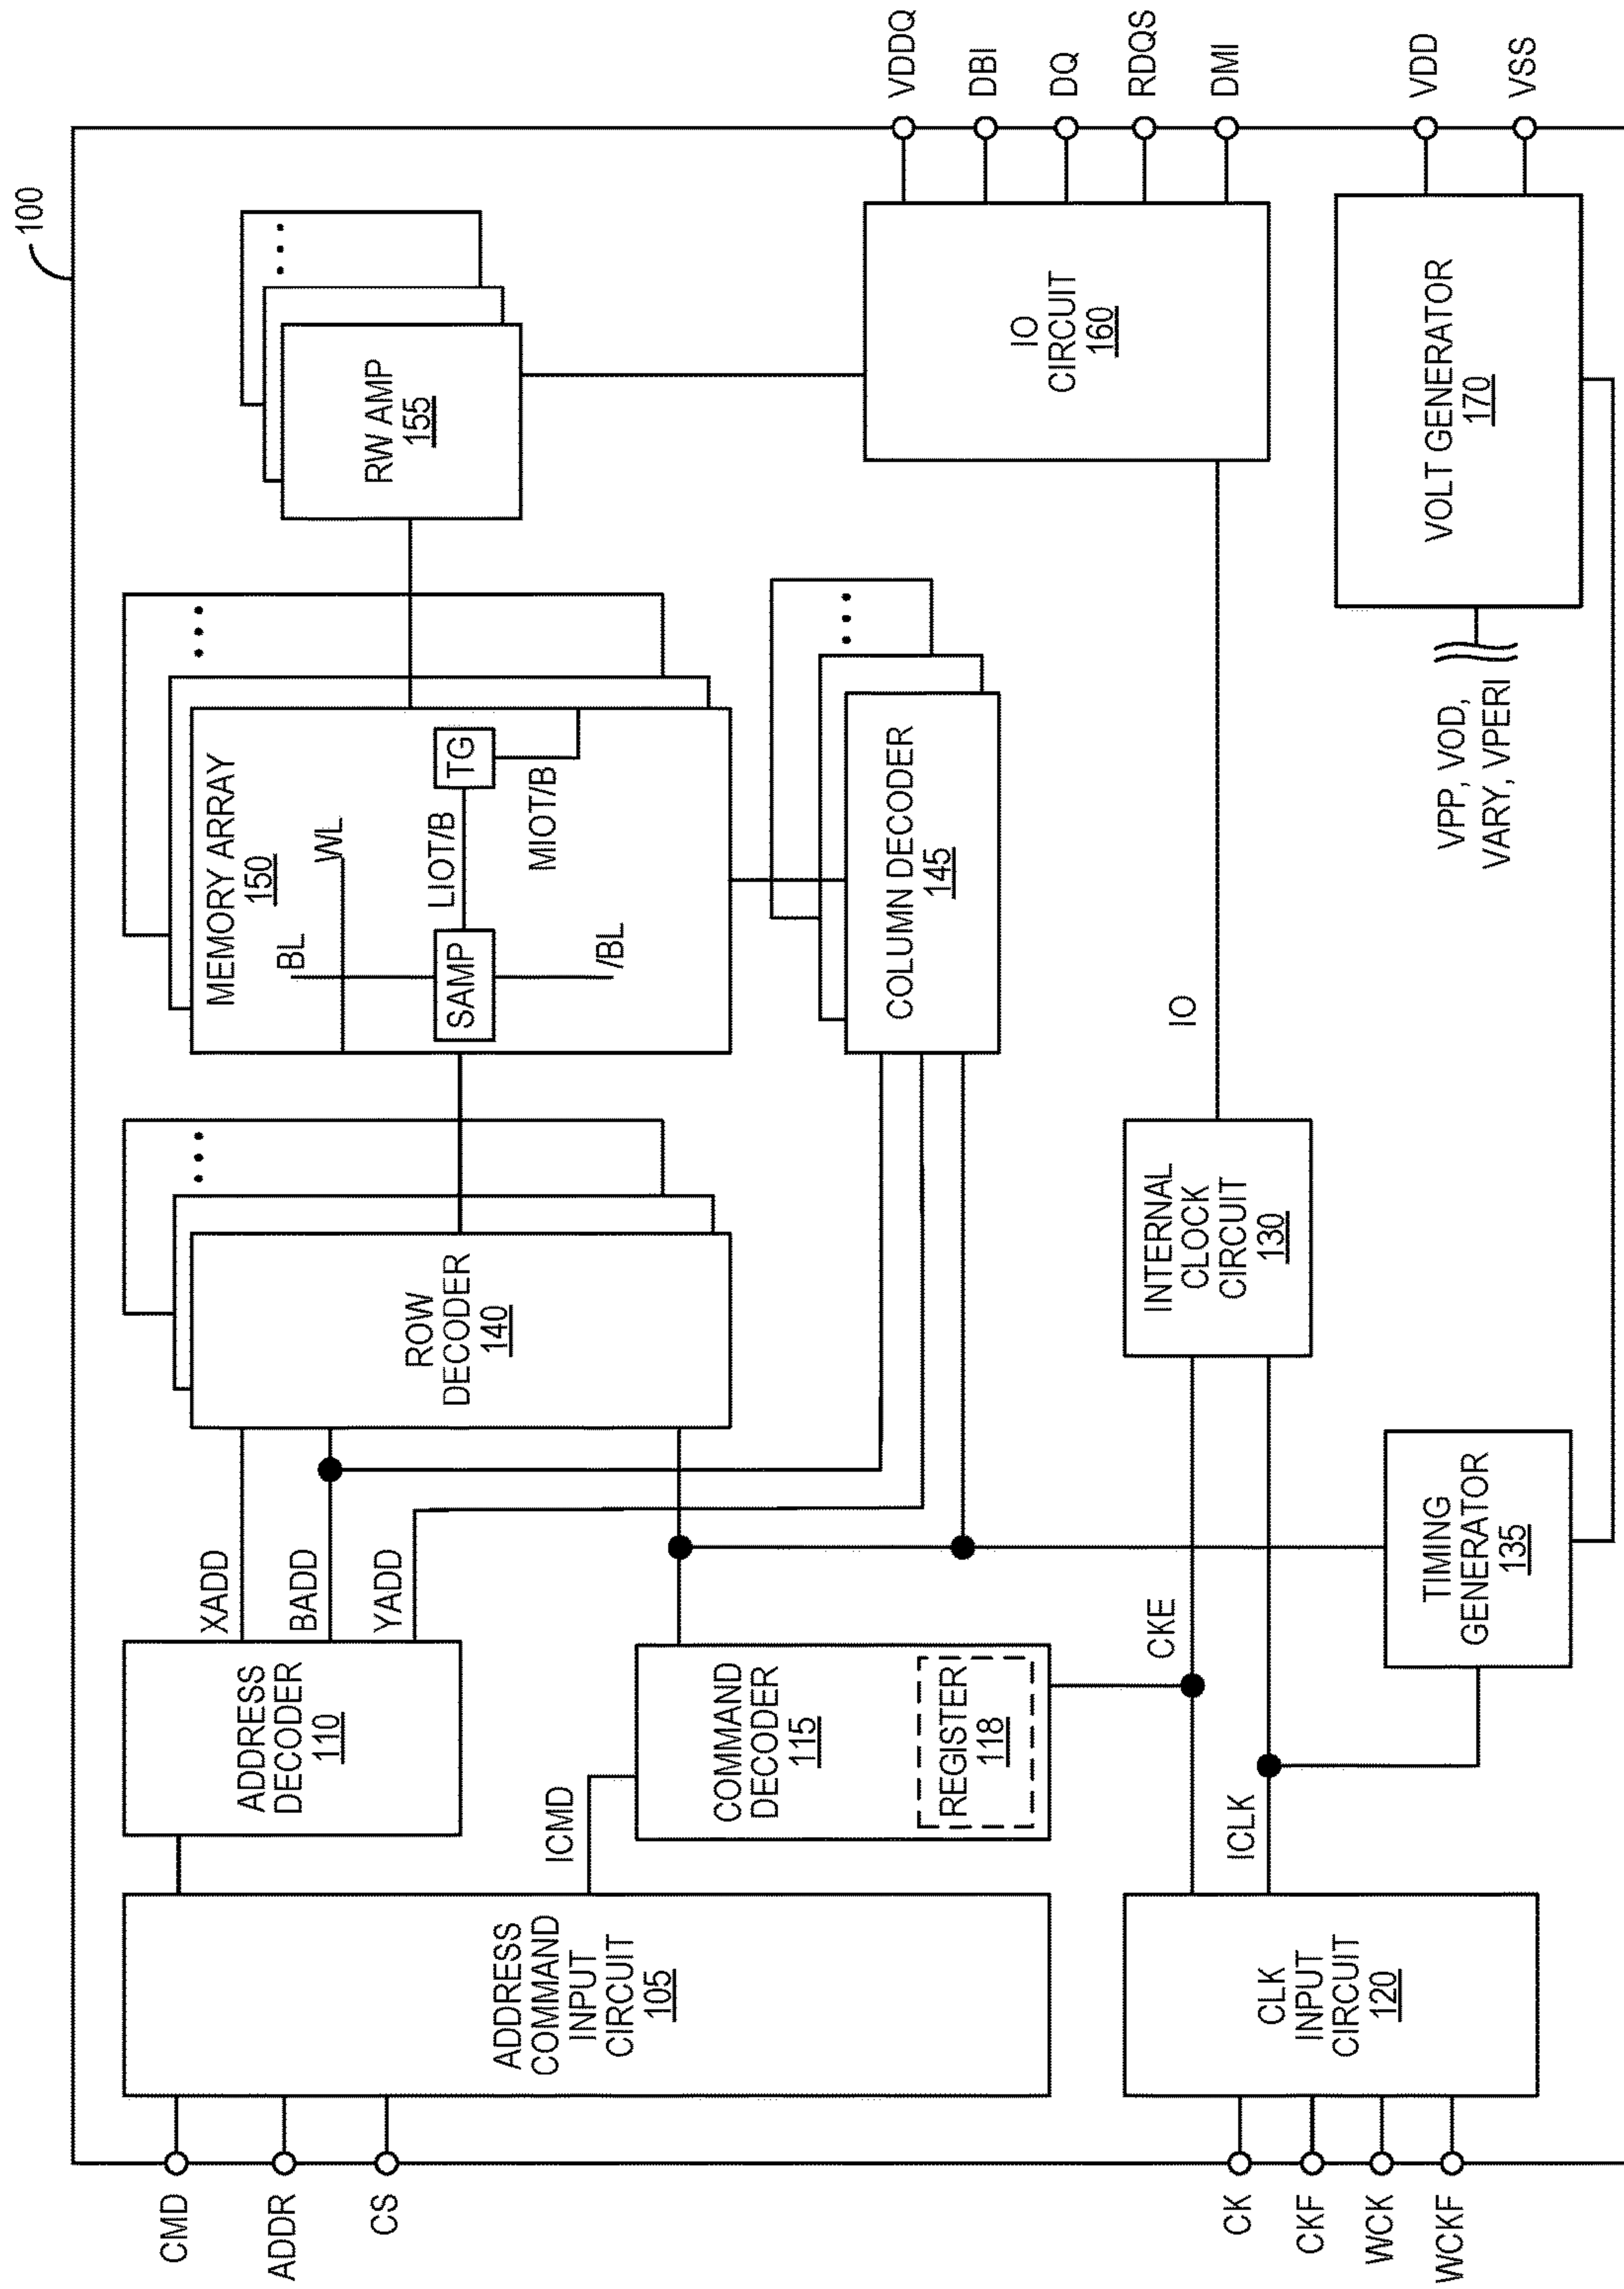 100
CMD
ADDR
CS
CK
CKF
WCK
WCKF
ADDRESS
COMMAND
INPUT
CIRCUIT
105
CLK
INPUT
CIRCUIT
120
ADDRESS
DECODER
110
ICMD
COMMAND
DECODER
115
REGISTER
118
ICLK
CKE
XADD
BADD
YADD
TIMING
GENERATOR
135
ROW
DECODER
140
...
INTERNAL
CLOCK
CIRCUIT
130
IO
MEMORY ARRAY
150
BL
WL
SAMP
/BL
LIOT/B
TG
MIOT/B
...
COLUMN DECODER
145
...
RW AMP
155
...
IO
CIRCUIT
160
VOLT GENERATOR
170
VPP, VOD,
VARY, VPERI
VDDQ
DBI
DQ
RDQS
DMI
VDD
VSS